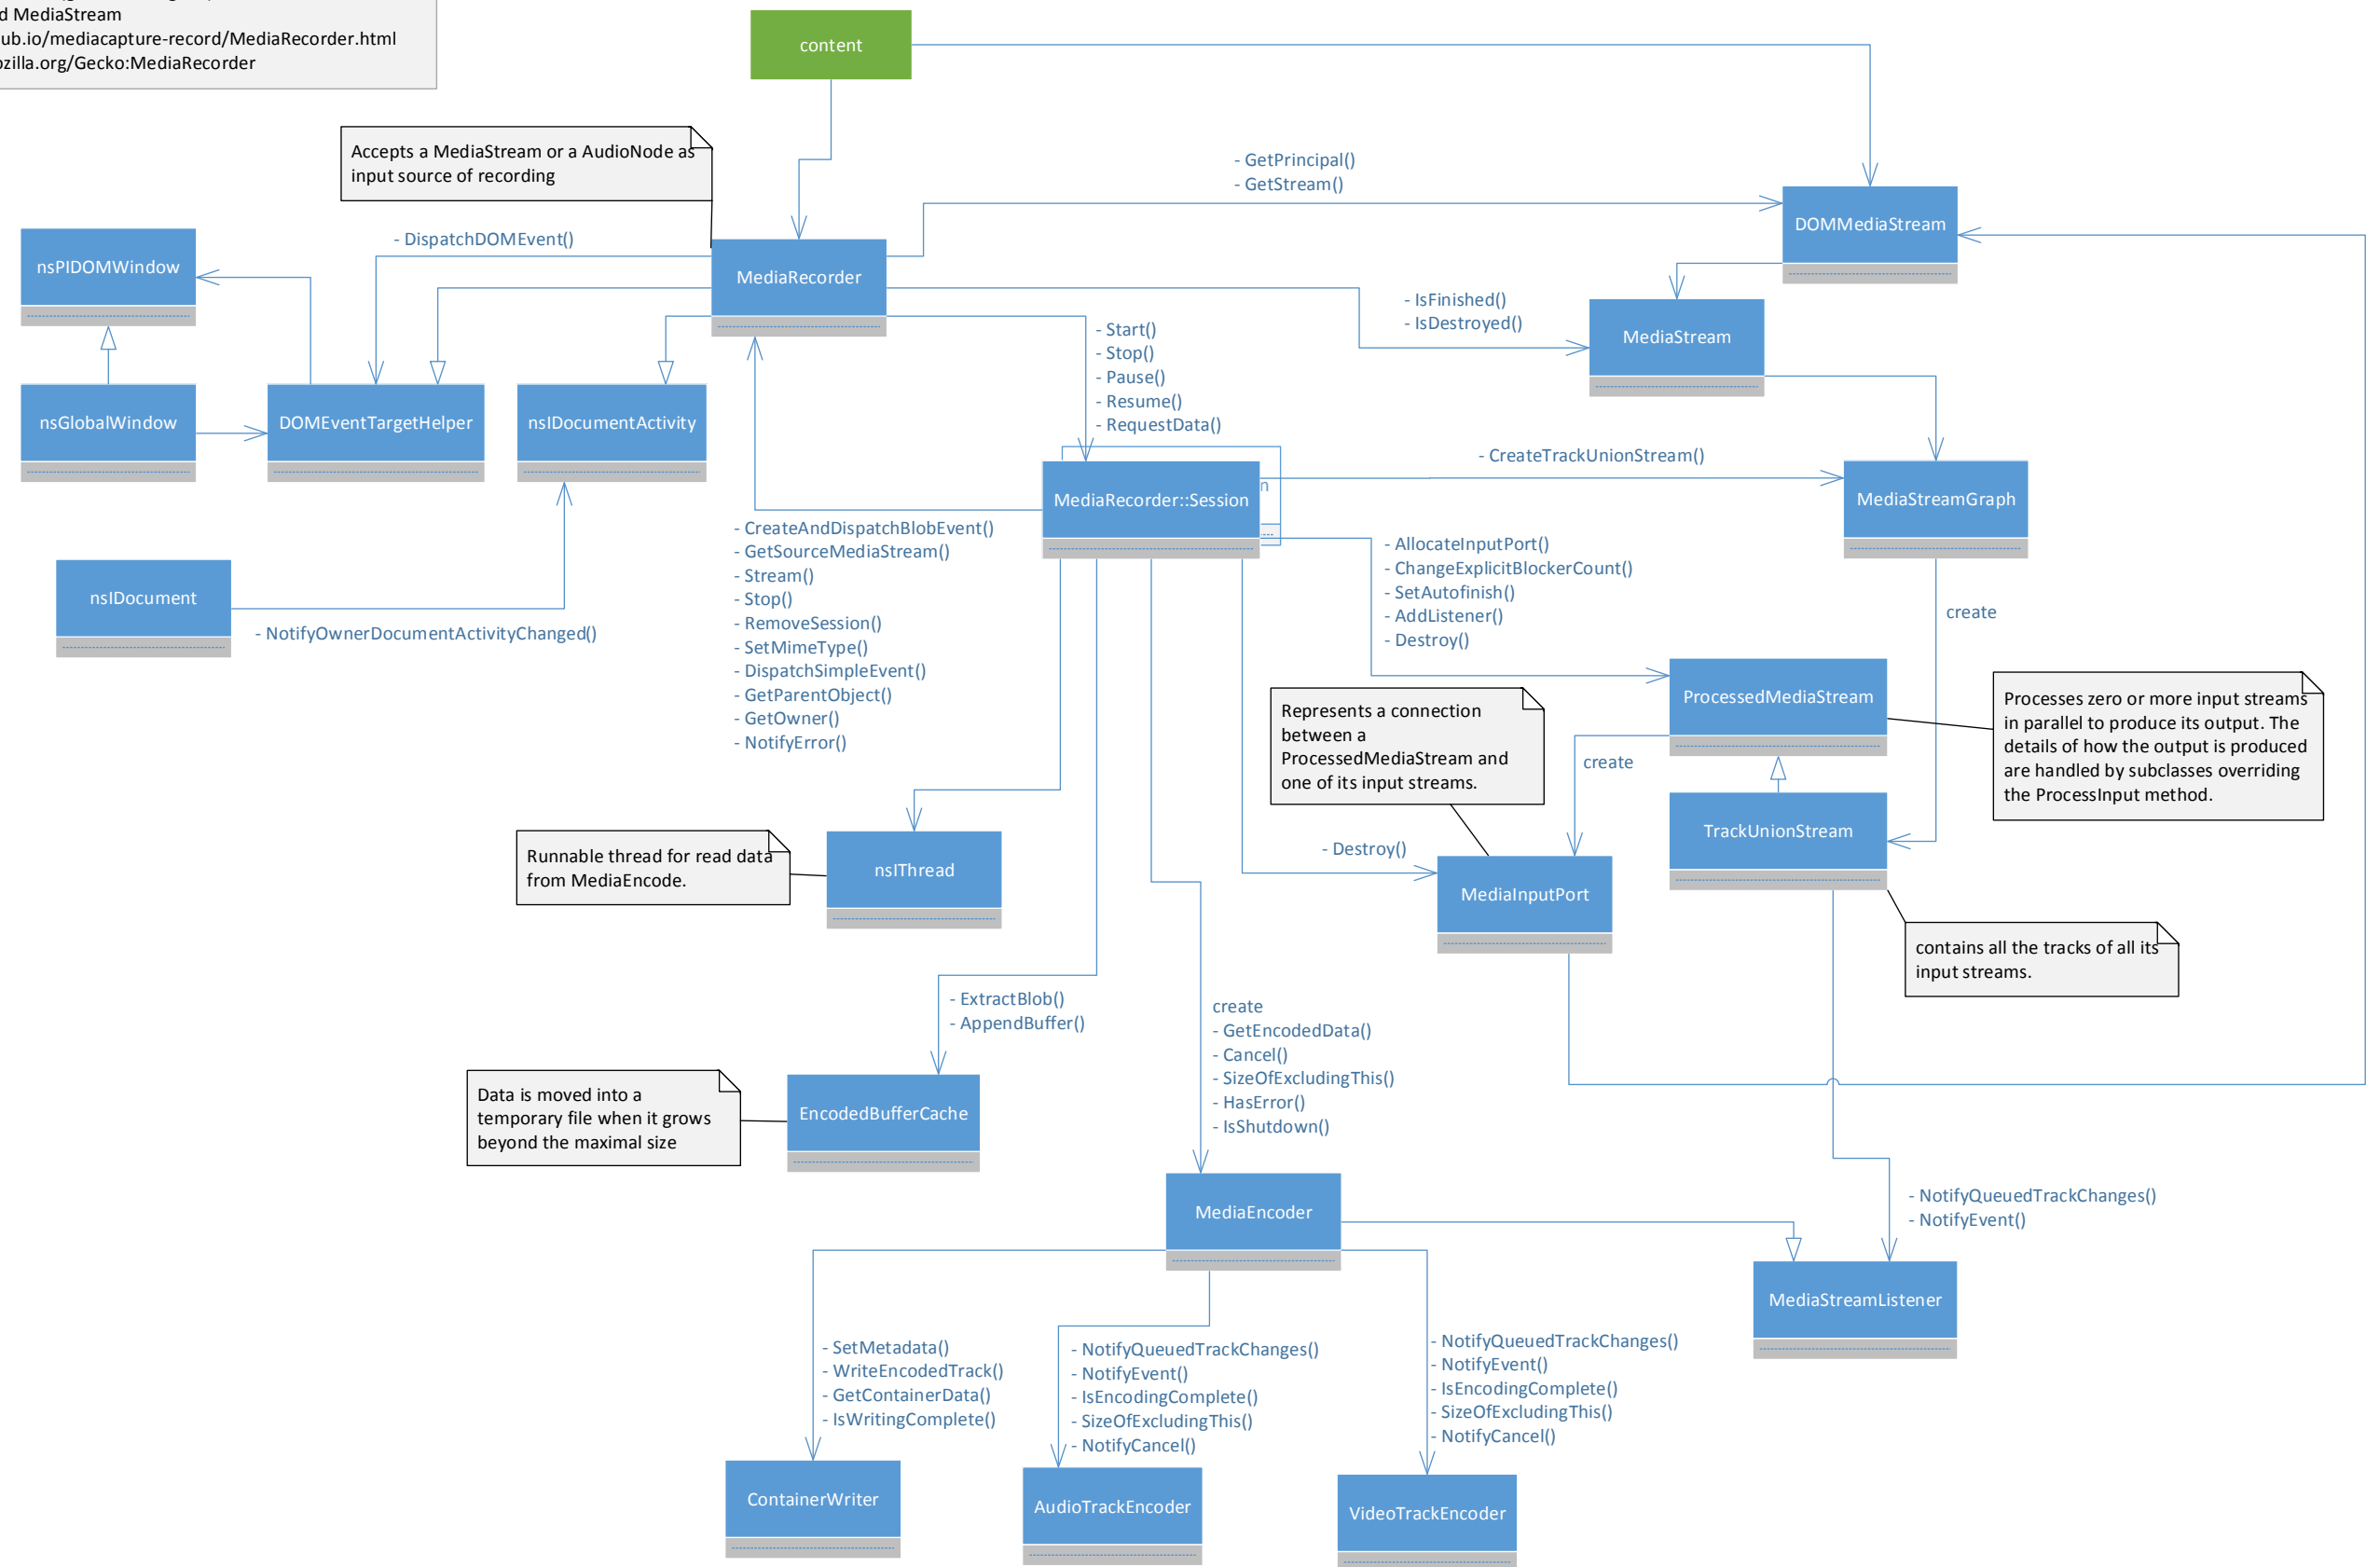 d MediaStream
ub.io/mediacapture-record/MediaRecorder.html
zilla.org/Gecko:MediaRecorder
content
Accepts a MediaStream or a AudioNode as
input source of recording
- GetPrincipal()
- GetStream()
DOMMediaStream
- DispatchDOMEvent()
nsPIDOMWindow
MediaRecorder
- IsFinished()
- IsDestroyed()
MediaStream
- Start()
- Stop()
- Pause()
- Resume()
- RequestData()
nsGlobalWindow
DOMEventTargetHelper
nsIDocumentActivity
- CreateTrackUnionStream()
MediaRecorder::Session
n
MediaStreamGraph
- CreateAndDispatchBlobEvent()
- GetSourceMediaStream()
- Stream()
- Stop()
- RemoveSession()
- SetMimeType()
- DispatchSimpleEvent()
- GetParentObject()
- GetOwner()
- NotifyError()
- AllocateInputPort()
- ChangeExplicitBlockerCount()
- SetAutofinish()
- AddListener()
- Destroy()
nsIDocument
- NotifyOwnerDocumentActivityChanged()
create
ProcessedMediaStream
Processes zero or more input streams
in parallel to produce its output. The
details of how the output is produced
are handled by subclasses overriding
the ProcessInput method.
Represents a connection
between a
ProcessedMediaStream and
one of its input streams.
create
TrackUnionStream
Runnable thread for read data
from MediaEncode.
nsIThread
- Destroy()
MediaInputPort
contains all the tracks of all its
input streams.
- ExtractBlob()
- AppendBuffer()
create
- GetEncodedData()
- Cancel()
- SizeOfExcludingThis()
- HasError()
- IsShutdown()
Data is moved into a
temporary file when it grows
beyond the maximal size
EncodedBufferCache
MediaEncoder
- NotifyQueuedTrackChanges()
- NotifyEvent()
MediaStreamListener
- SetMetadata()
- WriteEncodedTrack()
- GetContainerData()
- IsWritingComplete()
- NotifyQueuedTrackChanges()
- NotifyEvent()
- IsEncodingComplete()
- SizeOfExcludingThis()
- NotifyCancel()
- NotifyQueuedTrackChanges()
- NotifyEvent()
- IsEncodingComplete()
- SizeOfExcludingThis()
- NotifyCancel()
ContainerWriter
AudioTrackEncoder
VideoTrackEncoder